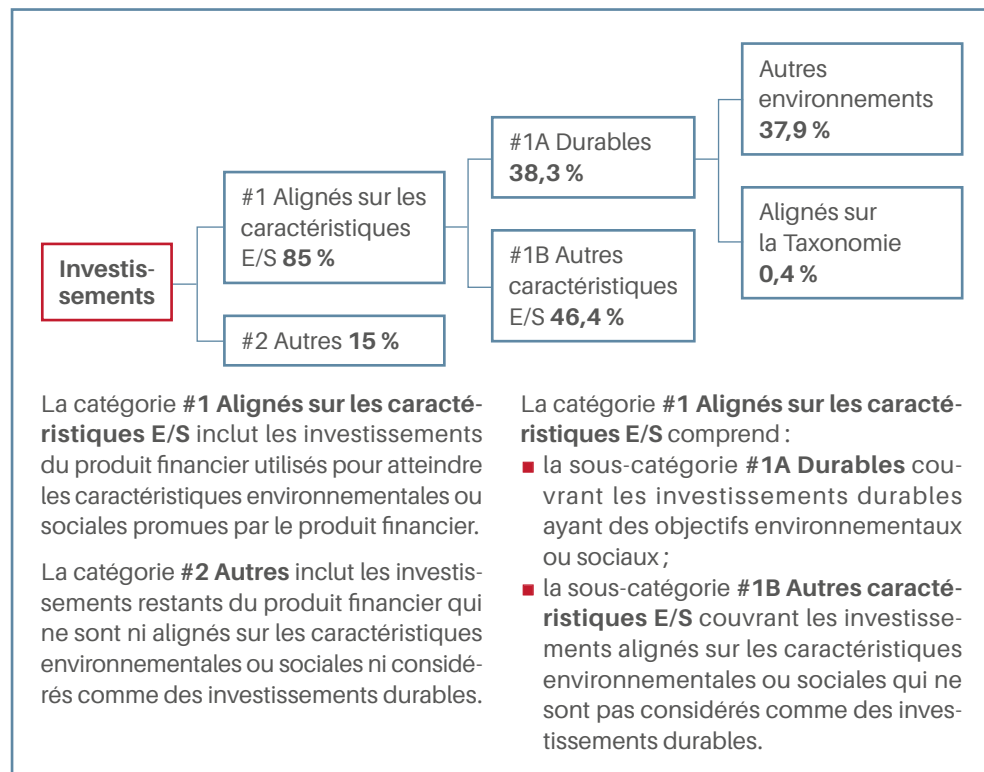 Investis-
sements
#1 Alignés sur les
caractéristiques
E/S 85 %
#2 Autres 15 %
#1A Durables
38,3 %
#1B Autres
caractéristiques
E/S 46,4 %
Autres
environnements
37,9 %
Alignés sur
la Taxonomie
0,4 %
La catégorie #1 Alignés sur les caracté-
ristiques E/S inclut les investissements
du produit financier utilisés pour atteindre
les caractéristiques environnementales ou
sociales promues par le produit financier.
La catégorie #2 Autres inclut les investis-
sements restants du produit financier qui
ne sont ni alignés sur les caractéristiques
environnementales ou sociales ni considé-
rés comme des investissements durables.
La catégorie #1 Alignés sur les caracté-
ristiques E/S comprend :
■ la sous-catégorie #1A Durables cou-
vrant les investissements durables
ayant des objectifs environnementaux
ou sociaux ;
■ la sous-catégorie #1B Autres caracté-
ristiques E/S couvrant les investisse-
ments alignés sur les caractéristiques
environnementales ou sociales qui ne
sont pas considérés comme des inves-
tissements durables.